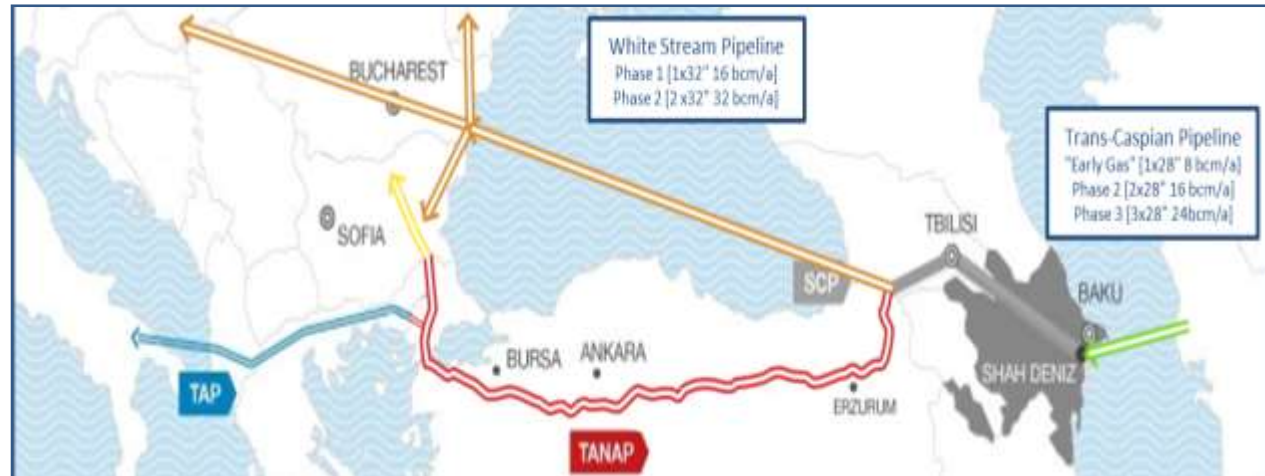 White Stream Pipeline
Phase 1 [1x32" 16 bcm/a]
Phase 2 [2 x32" 32 bcm/a]
BUCHAREST
Trans-Caspian Pipeline
"Early Gas" [1x28" 8 bcm/a]
Phase 2 [2x28" 16 bcm/a]
Phase 3 [3x28" 24bcm/a]
SOFIA
TBILISI
SCP
BAKU
BURSA
ANKARA
SHAH DENIZ
TAP
ERZURUM
TANAP